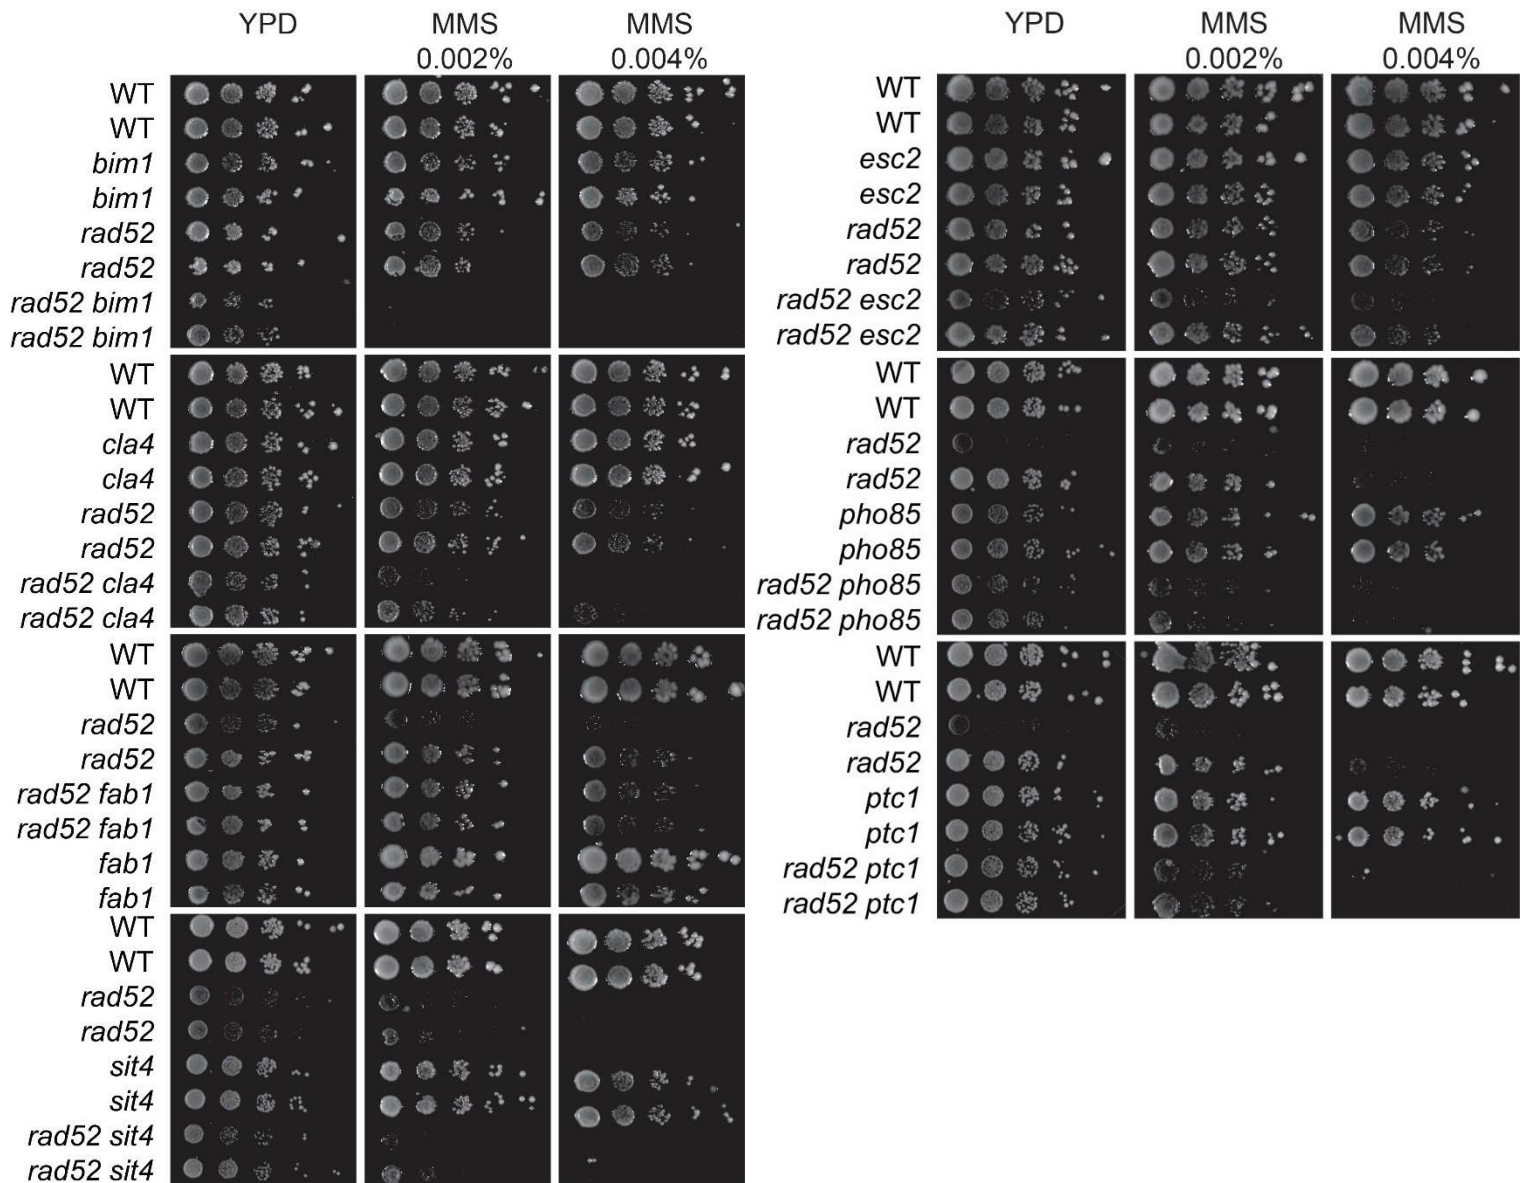 YPD
MMS
0.002%
MMS
0.004%
WT
WT
bim1
bim1
rad52
rad52
rad52 bim1
rad52 bim1
WT
WT
cla4
cla4
rad52
rad52
rad52 cla4
rad52 cla4
WT
WT
rad52
rad52
rad52 fab1
rad52 fab1
fab1
fab1
WT
WT
rad52
rad52
sit4
sit4
rad52 sit4
rad52 sit4
YPD
MMS
0.002%
MMS
0.004%
WT
WT
esc2
esc2
rad52
rad52
rad52 esc2
rad52 esc2
WT
WT
rad52
rad52
pho85
pho85
rad52 pho85
rad52 pho85
WT
WT
rad52
rad52
ptc1
ptc1
rad52 ptc1
rad52 ptc1